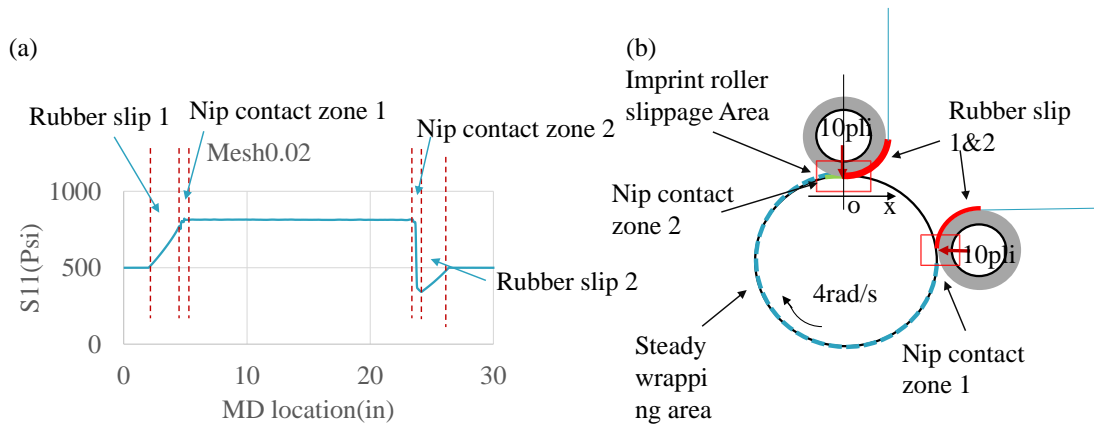 (a)
Rubber slip 1
Nip contact zone 1
Nip contact zone 2
Mesh0.02
S11(Psi)
1000
500
0
Rubber slip 2
0
10
20
30
MD location(in)
(b)
Imprint roller
slippage Area
10pli
Rubber slip
1&2
Nip contact
zone 2
o
x
10pli
4rad/s
Steady
wrappi
ng area
Nip contact
zone 1